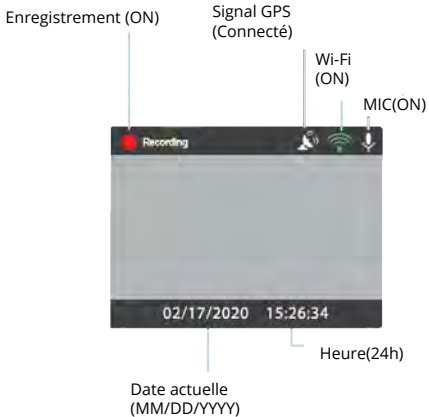 Enregistrement (ON)
Signal GPS
(Connecté)
Wi-Fi
(ON)
MIC(ON)
Recording
02/17/2020 15:26:34
Heure(24h)
Date actuelle
(MM/DD/YYYY)